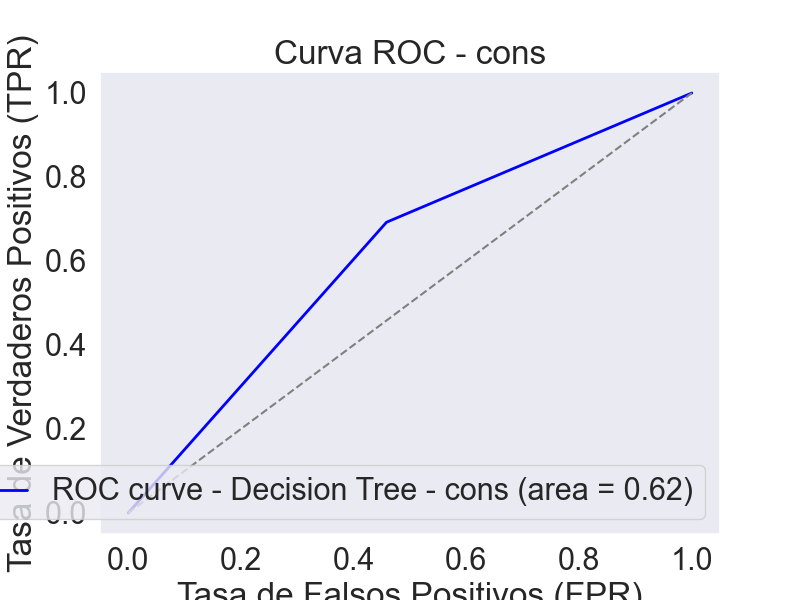 Curva ROC - cons
Tasa de Verdaderos Positivos (TPR)
1.0
0.8
0.6
0.4
0.2
0.0
ROC curve - Decision Tree - cons (area = 0.62)
0.0 0.2 0.4 0.6 0.8 1.0
Tasa de Falsos Positivos (FPR)